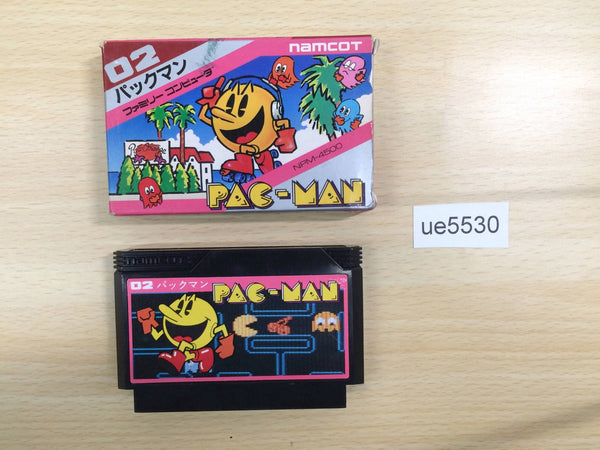 02
namcot
パックマン
ファミリー コンピュータ
NPM-4500
PAC-MAN
ue5530
namcot
02 パックマン
PAC-MAN